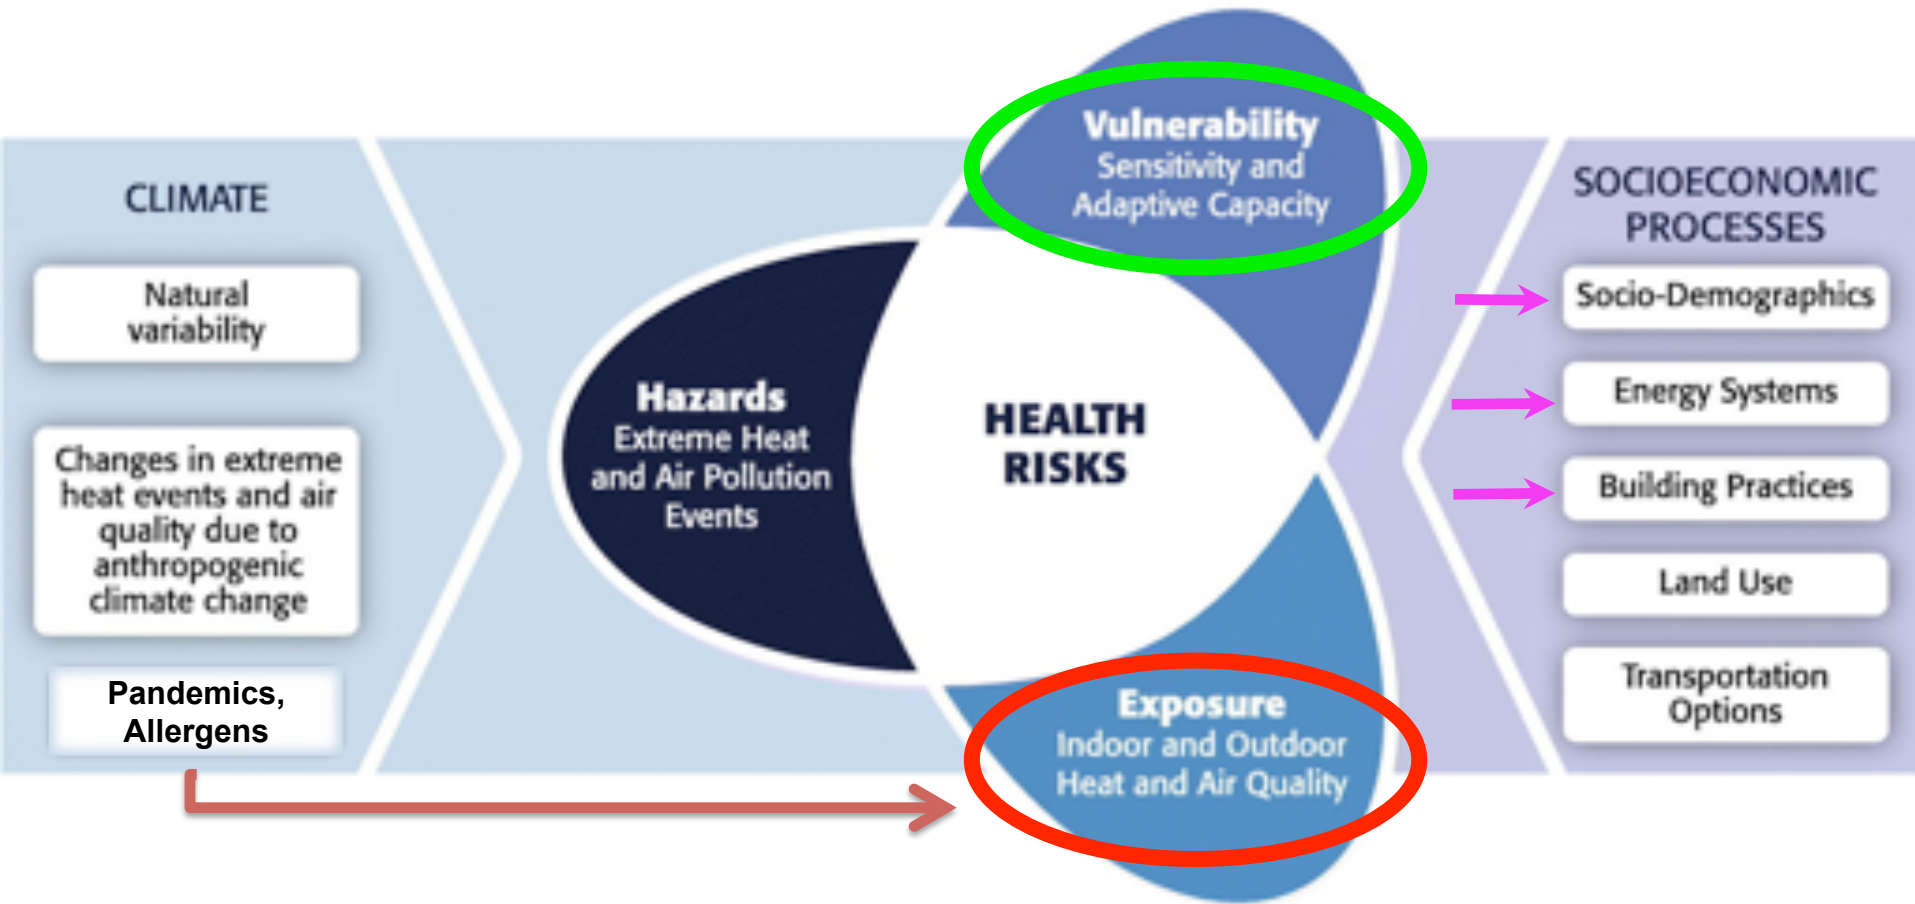 CLIMATE
Natural
variability
Changes in extreme
heat events and air
quality due to
anthropogenic
climate change
Pandemics,
Allergens
Hazards
Extreme Heat
and Air Pollution
Events
HEALTH
RISKS
Vulnerability
Sensitivity and
Adaptive Capacity
Exposure
Indoor and Outdoor
Heat and Air Quality
SOCIOECONOMIC
PROCESSES
Socio-Demographics
Energy Systems
Building Practices
Land Use
Transportation
Options